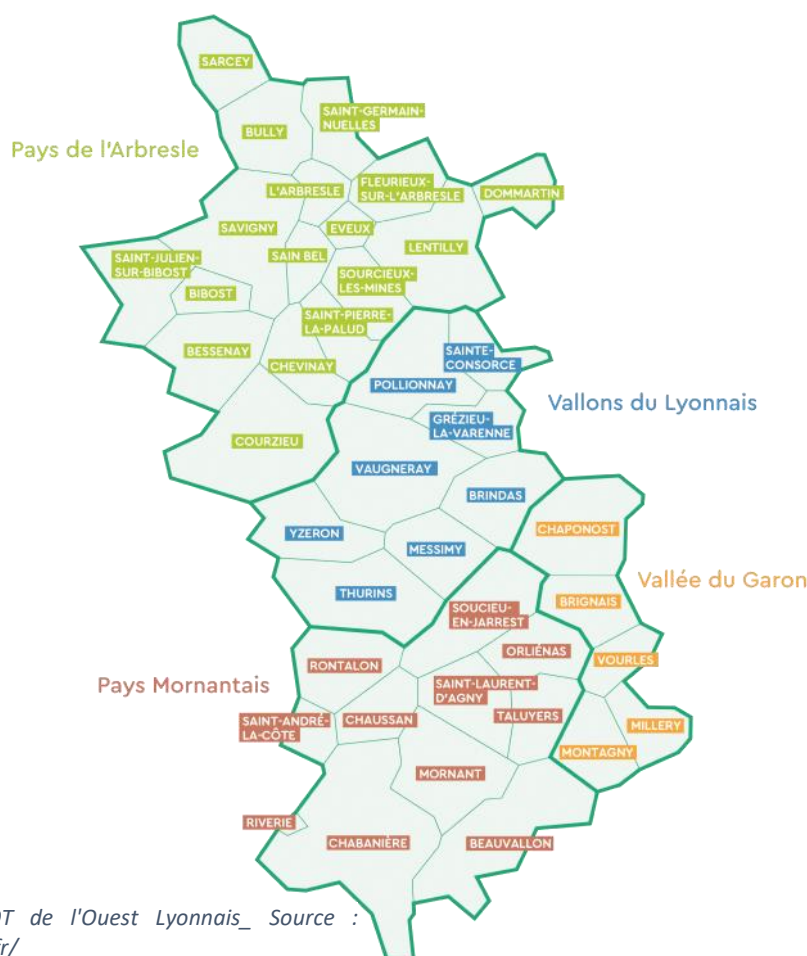 SARCEY
SAINT-GERMAIN-
NUELLES
BULLY
Pays de l'Arbresle
L'ARBRESLE
FLEURIEUX-
SUR-L'ARBRESLE
DOMMARTIN
SAVIGNY
EVEUX
LENTILLY
SAINT-JULIEN-
SUR-BIBOST
SAIN BEL
SOURCIEUX-
LES-MINES
BIBOST
SAINT-PIERRE-
LA-PALUD
BESSENAY
CHEVINAY
SAINTE-
CONSORCE
POLLIONNAY
Vallons du Lyonnais
GRÉZIEU-
LA-VARENNE
COURZIEU
VAUGNERAY
BRINDAS
CHAPONOST
YZERON
MESSIMY
Vallée du Garon
THURINS
BRIGNAIS
SOUCIEU-
EN-JARREST
ORLIÉNAS
VOURLES
RONTALON
Pays Mornantais
SAINT-LAURENT-
D'AGNY
SAINT-ANDRÉ-
LA-CÔTE
CHAUSSAN
TALUYERS
MILLERY
MONTAGNY
MORNANT
RIVERIE
CHABANIÈRE
BEAUVALLON
de l'Ouest Lyonnais_ Source :
fr/